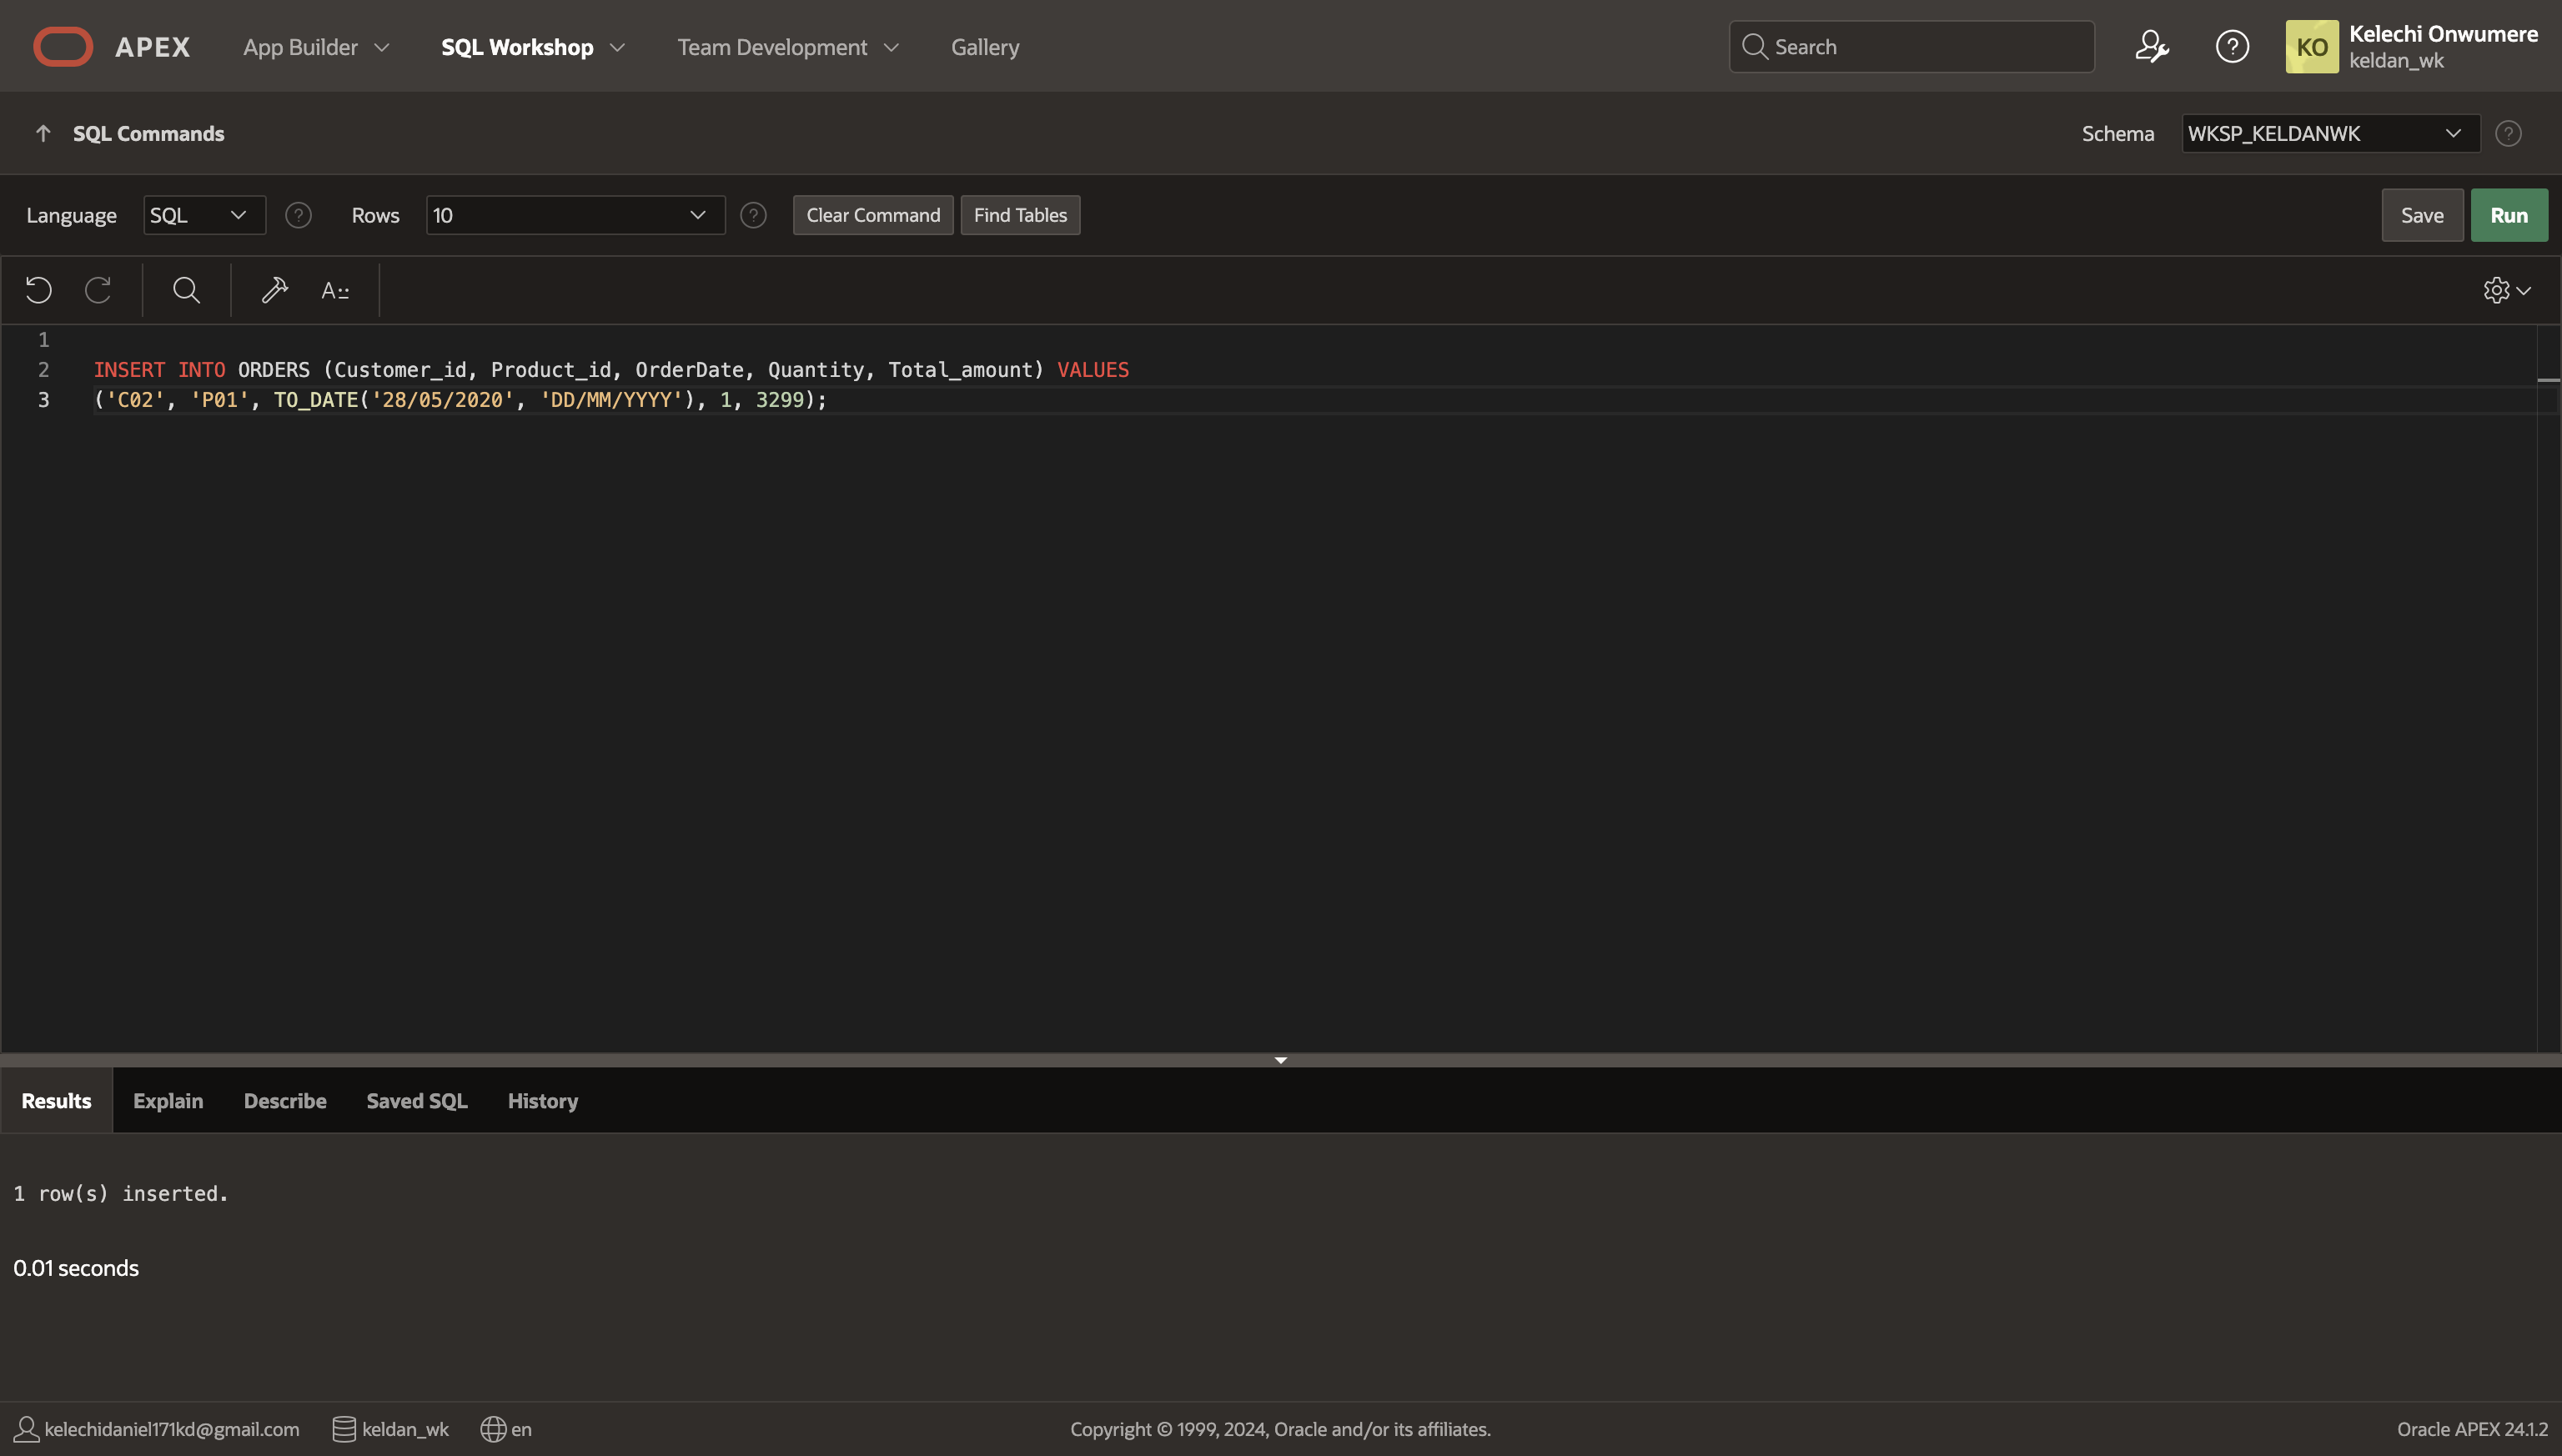 APEX App Builder SQL Workshop Team Development Gallery Search KO Kelechi Onwumere
keldan_wk
SQL Commands Schema WKSP_KELDANWK
Language SQL Rows 10 Clear Command Find Tables Save Run
A::
1
2 INSERT INTO ORDERS (Customer_id, Product_id, OrderDate, Quantity, Total_amount) VALUES
3 ('C02', 'P01', TO_DATE('28/05/2020', 'DD/MM/YYYY'), 1, 3299);
Results Explain Describe Saved SQL History
1 row(s) inserted.
0.01 seconds
kelechidaniel171kd@gmail.com keldan_wk en Copyright © 1999, 2024, Oracle and/or its affiliates. Oracle APEX 24.1.2